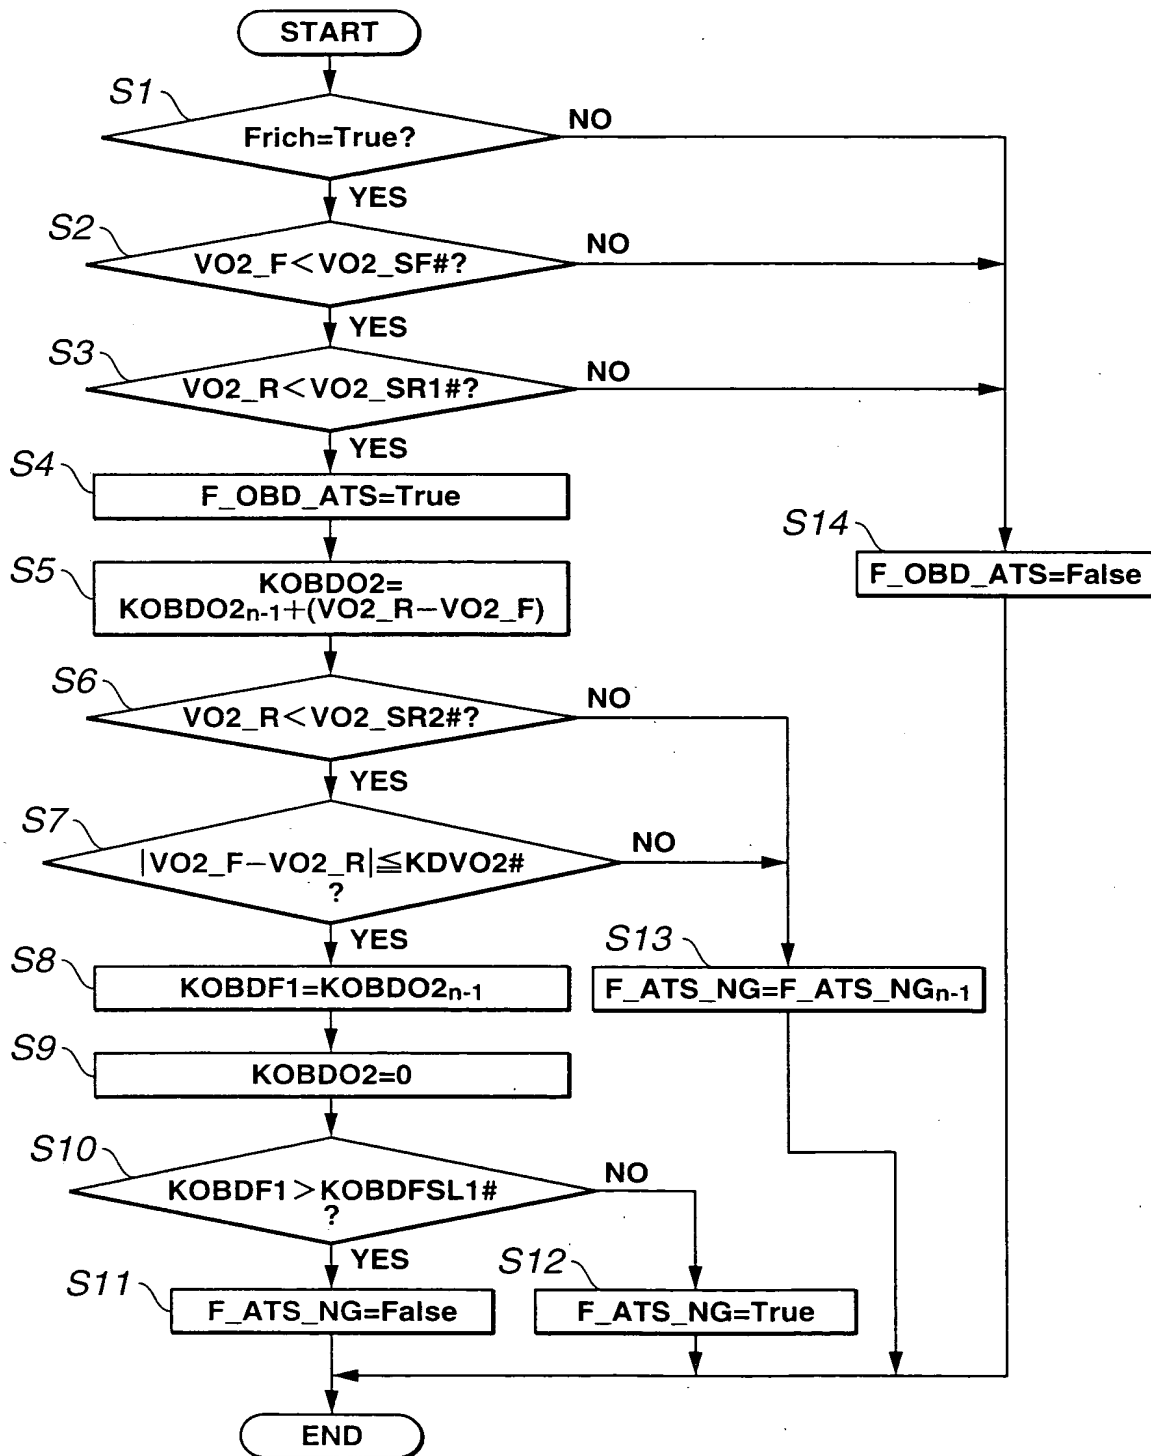 START
S1
Frich=True?
NO
YES
S2
VO2_F<VO2_SF#?
NO
YES
S3
VO2_R<VO2_SR1#?
NO
YES
S4
F_OBD_ATS=True
S14
F_OBD_ATS=False
S5
KOBDO2=
KOBDO2n-1+(VO2_R-VO2_F)
S6
VO2_R<VO2_SR2#?
NO
YES
S7
|VO2_F-VO2_R|≦KDVO2#
?
NO
YES
S8
KOBDF1=KOBDO2n-1
S13
F_ATS_NG=F_ATS_NGn-1
S9
KOBDO2=0
S10
KOBDF1>KOBDFSL1#
?
NO
YES
S11
F_ATS_NG=False
S12
F_ATS_NG=True
END